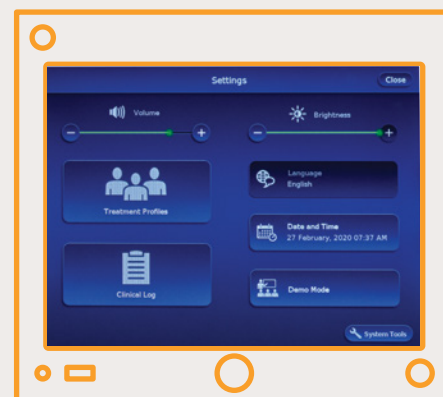 Settings
Close
Volume
Brightness
Treatment Profiles
Language
English
Date and Time
27 February, 2020 07:37 AM
Clinical Log
Demo Mode
System Tools